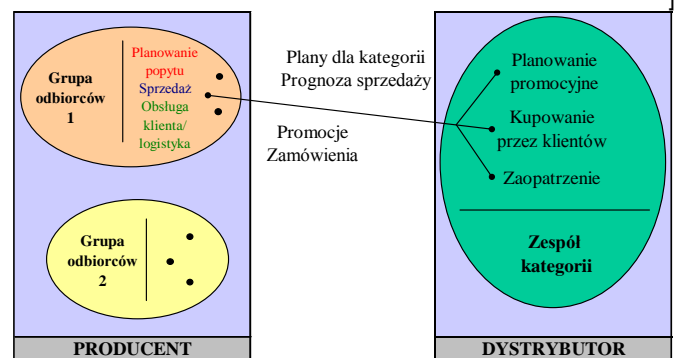 Grupa
odbiorców
1
Planowanie
popytu
Sprzedaż
Obsługa
klienta/
logistyka
Plany dla kategorii
Prognoza sprzedaży
Promocje
Zamówienia
Planowanie
promocyjne
Kupowanie
przez klientów
Zaopatrzenie
Zespół
kategorii
Grupa
odbiorców
2
PRODUCENT
DYSTRYBUTOR